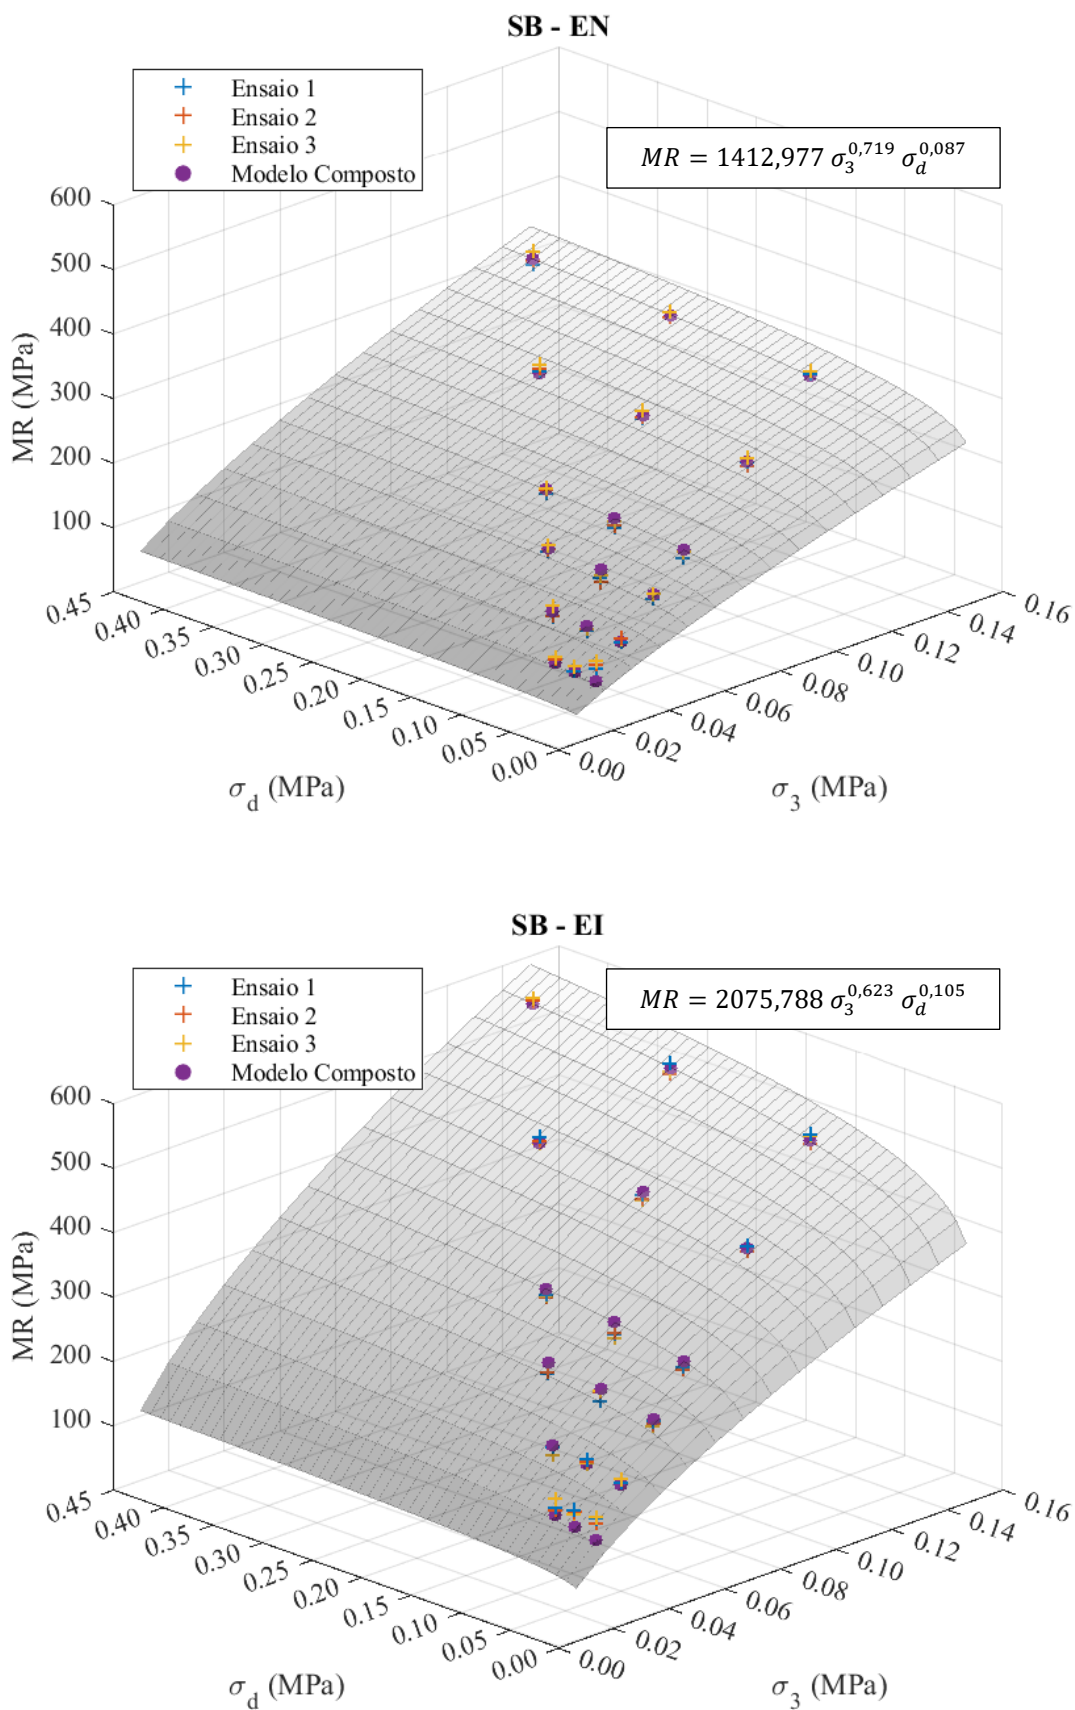 SB - EN
Ensaio 1
Ensaio 2
Ensaio 3
Modelo Composto
MR = 1412,977 σ₃^0,719 σ_d^0,087
600
500
400
300
200
100
MR (MPa)
0.45
0.40
0.35
0.30
0.25
0.20
0.15
0.10
0.05
0.00
σ_d (MPa)
0.00
0.02
0.04
0.06
0.08
0.10
0.12
0.14
0.16
σ₃ (MPa)
SB - EI
Ensaio 1
Ensaio 2
Ensaio 3
Modelo Composto
MR = 2075,788 σ₃^0,623 σ_d^0,105
600
500
400
300
200
100
MR (MPa)
0.45
0.40
0.35
0.30
0.25
0.20
0.15
0.10
0.05
0.00
σ_d (MPa)
0.00
0.02
0.04
0.06
0.08
0.10
0.12
0.14
0.16
σ₃ (MPa)